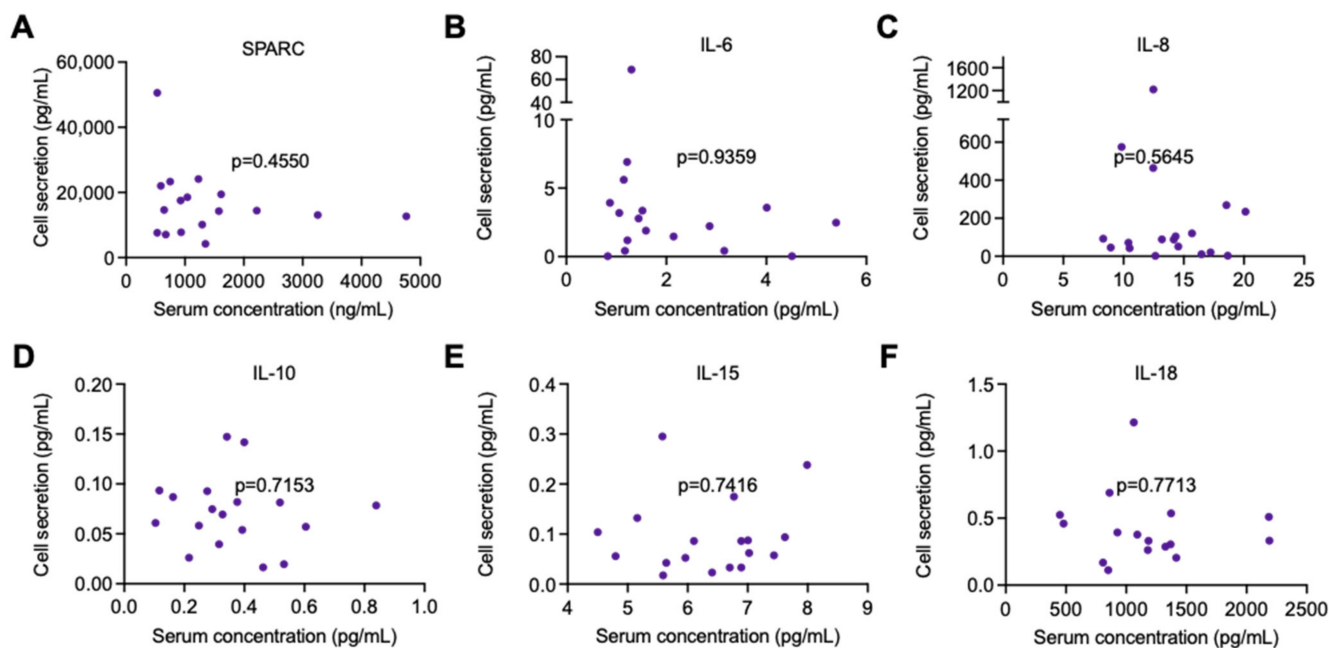 A
SPARC
Cell secretion (pg/mL)
60,000
40,000
20,000
0
p=0.4550
0 1000 2000 3000 4000 5000
Serum concentration (ng/mL)
B
IL-6
Cell secretion (pg/mL)
80
60
40
10
5
0
p=0.9359
0 2 4 6
Serum concentration (pg/mL)
C
IL-8
Cell secretion (pg/mL)
1600
1200
800
600
400
200
0
p=0.5645
0 5 10 15 20 25
Serum concentration (pg/mL)
D
IL-10
Cell secretion (pg/mL)
0.20
0.15
0.10
0.05
0.00
p=0.7153
0.0 0.2 0.4 0.6 0.8 1.0
Serum concentration (pg/mL)
E
IL-15
Cell secretion (pg/mL)
0.4
0.3
0.2
0.1
0.0
p=0.7416
4 5 6 7 8 9
Serum concentration (pg/mL)
F
IL-18
Cell secretion (pg/mL)
1.5
1.0
0.5
0.0
p=0.7713
0 500 1000 1500 2000 2500
Serum concentration (pg/mL)